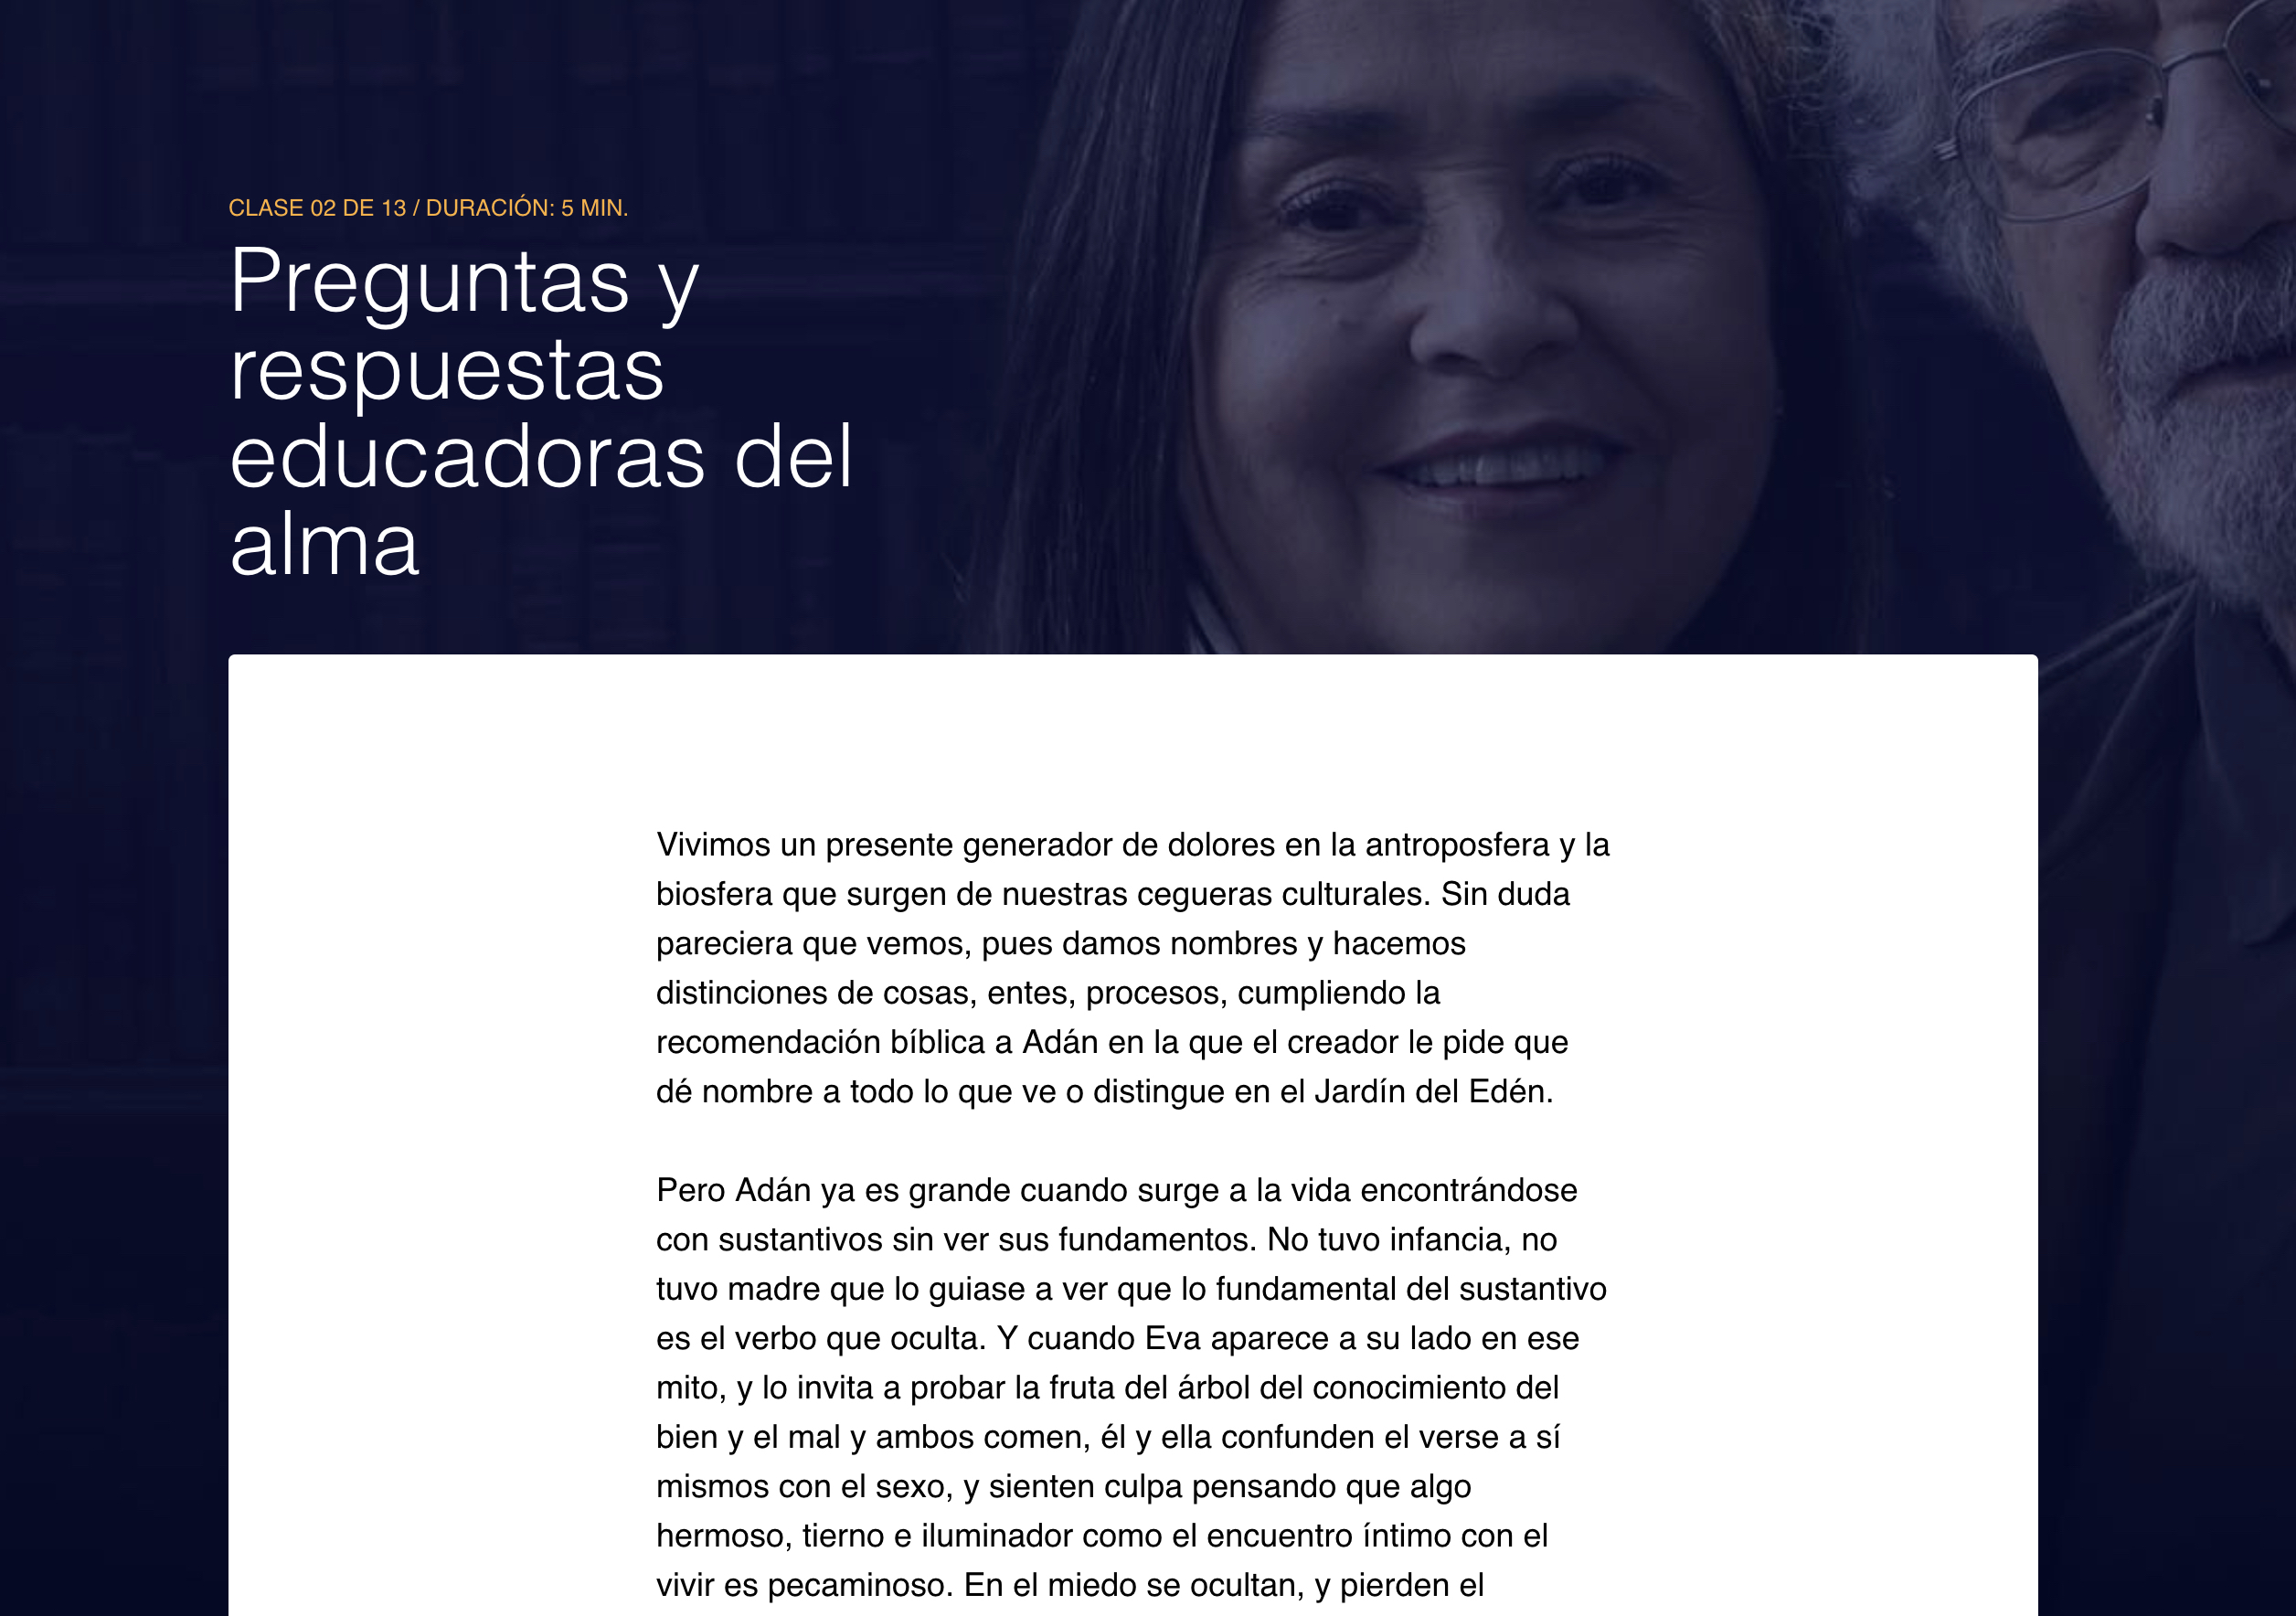 CLASE 02 DE 13 / DURACIÓN: 5 MIN.
Preguntas y
respuestas
educadoras del
alma
Vivimos un presente generador de dolores en la antroposfera y la
biosfera que surgen de nuestras cegueras culturales. Sin duda
pareciera que vemos, pues damos nombres y hacemos
distinciones de cosas, entes, procesos, cumpliendo la
recomendación bíblica a Adán en la que el creador le pide que
dé nombre a todo lo que ve o distingue en el Jardín del Edén.
Pero Adán ya es grande cuando surge a la vida encontrándose
con sustantivos sin ver sus fundamentos. No tuvo infancia, no
tuvo madre que lo guiase a ver que lo fundamental del sustantivo
es el verbo que oculta. Y cuando Eva aparece a su lado en ese
mito, y lo invita a probar la fruta del árbol del conocimiento del
bien y el mal y ambos comen, él y ella confunden el verse a sí
mismos con el sexo, y sienten culpa pensando que algo
hermoso, tierno e iluminador como el encuentro íntimo con el
vivir es pecaminoso. En el miedo se ocultan, y pierden el